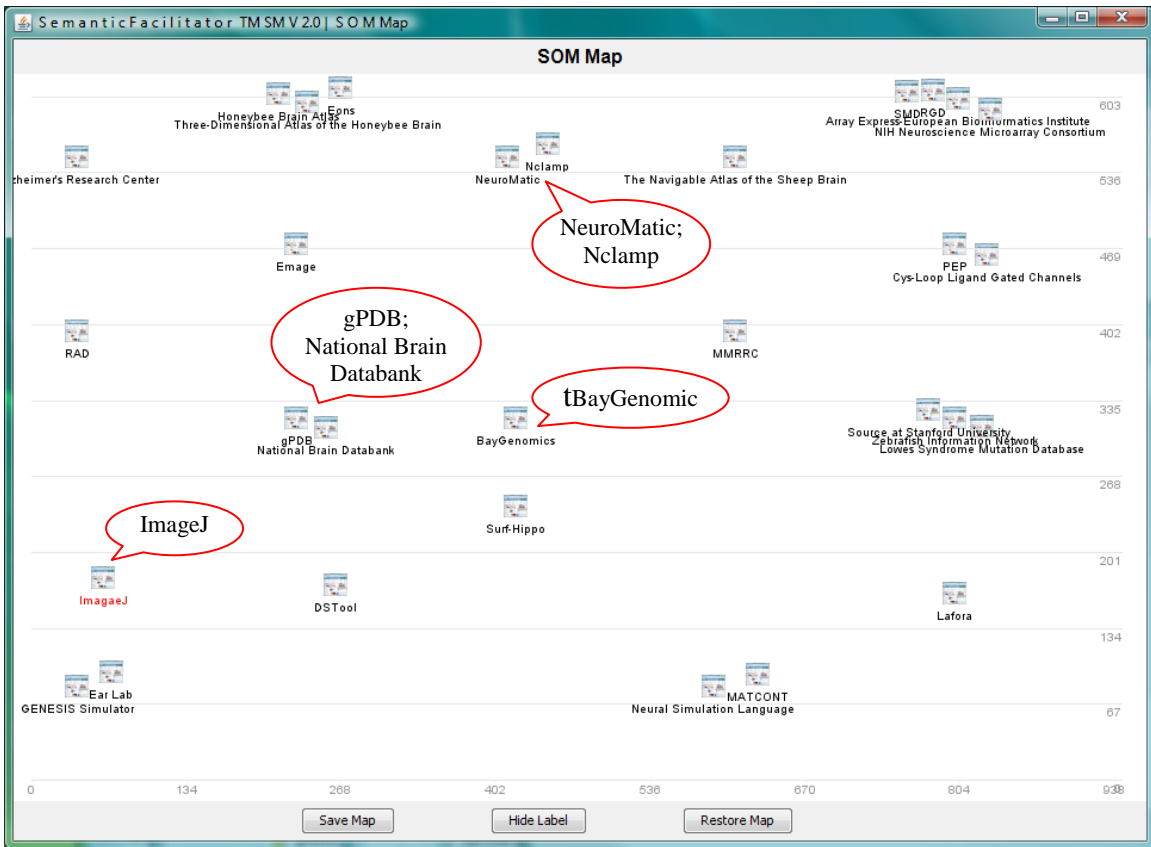 SemanticFacilitator TM SM V 2.0 | S O M Map
SOM Map
603
Eons
Honeybee Brain Atlas
Three-Dimensional Atlas of the Honeybee Brain
SMDRGD
Array Express-European Bioinformatics Institute
NIH Neuroscience Microarray Consortium
Nclamp
zheimer's Research Center
NeuroMatic
The Navigable Atlas of the Sheep Brain
536
NeuroMatic;
Nclamp
469
Emage
PEP
Cys-Loop Ligand Gated Channels
gPDB;
National Brain
Databank
402
RAD
MMRRC
tBayGenomic
335
Source at Stanford University
gPDB
BayGenomics
Zebrafish Information Network
National Brain Databank
Lowes Syndrome Mutation Database
268
ImageJ
Surf-Hippo
201
ImagaeJ
DSTool
Lafora
134
Ear Lab
MATCONT
GENESIS Simulator
Neural Simulation Language
67
0 134 268 402 536 670 804 938
Save Map Hide Label Restore Map